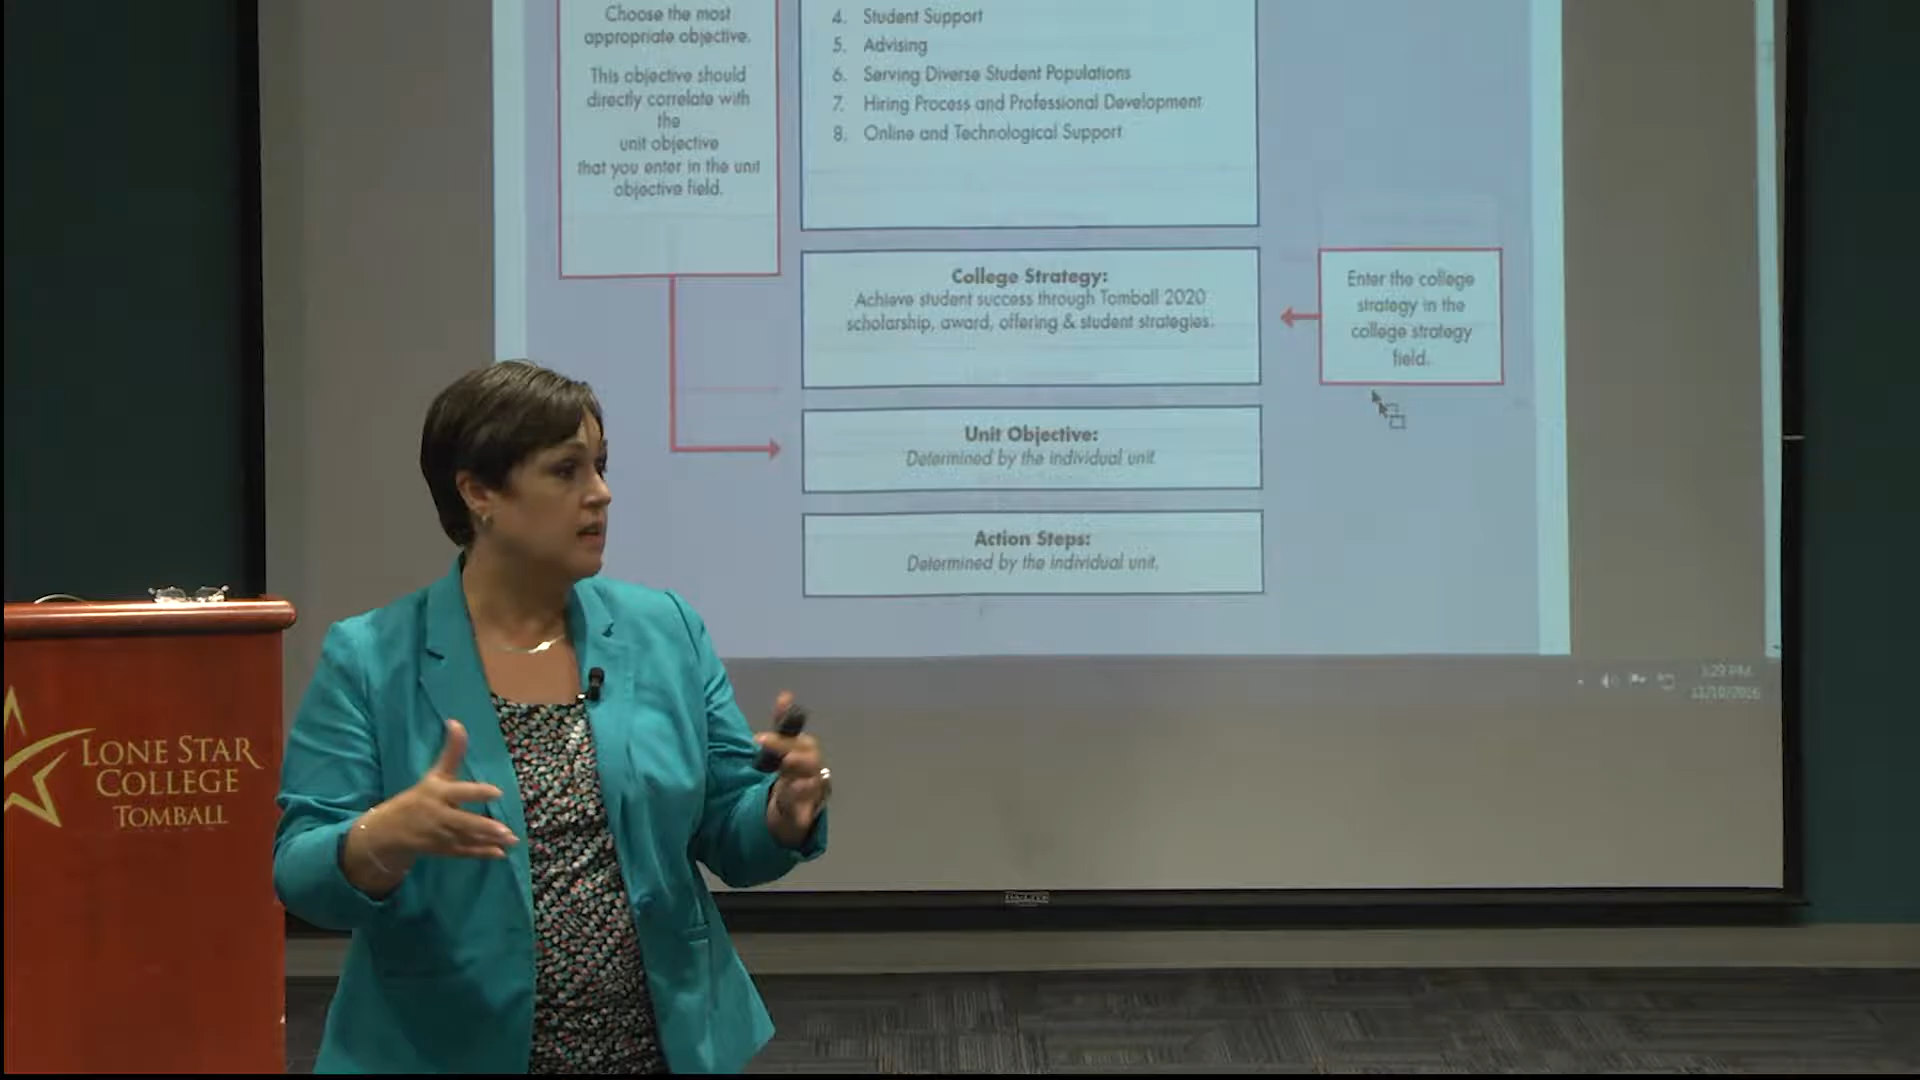 Choose the most
appropriate objective.
This objective should
directly correlate with
the
unit objective
that you enter in the unit
objective field.
4. Student Support
5. Advising
6. Serving Diverse Student Populations
7. Hiring Process and Professional Development
8. Online and Technological Support
College Strategy:
Achieve student success through Tomball 2020
scholarship, award, offering & student strategies.
Enter the college
strategy in the
college strategy
field.
Unit Objective:
Determined by the individual unit.
Action Steps:
Determined by the individual unit.
11/10/2016
LONE STAR
COLLEGE
TOMBALL